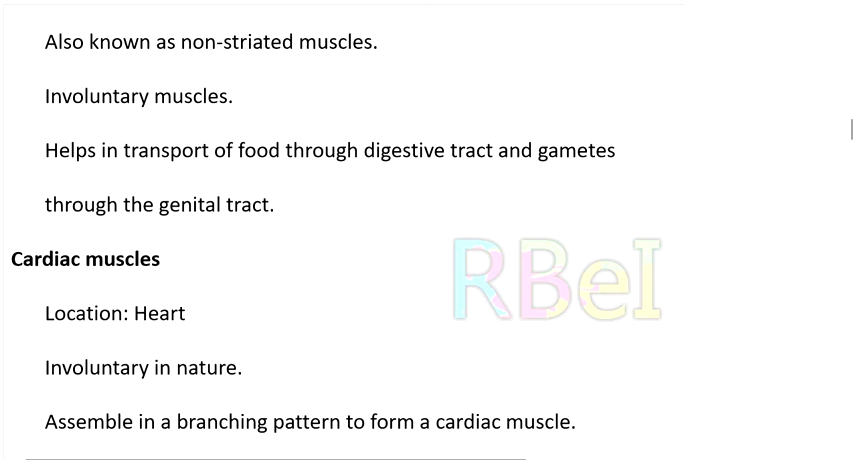 Also known as non-striated muscles.
Involuntary muscles.
Helps in transport of food through digestive tract and gametes
through the genital tract.
Cardiac muscles
RBeI
Location: Heart
Involuntary in nature.
Assemble in a branching pattern to form a cardiac muscle.